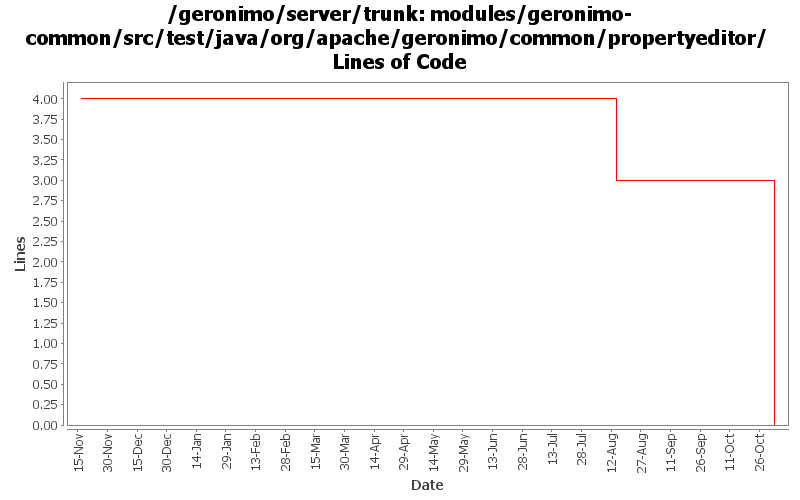 /geronimo/server/trunk: modules/geronimo-
common/src/test/java/org/apache/geronimo/common/propertyeditor/
Lines of Code
4.00
3.75
3.50
3.25
3.00
2.75
2.50
2.25
2.00
1.75
1.50
1.25
1.00
0.75
0.50
0.25
0.00
Lines
15-Nov
30-Nov
15-Dec
30-Dec
14-Jan
29-Jan
13-Feb
28-Feb
15-Mar
30-Mar
14-Apr
29-Apr
14-May
29-May
13-Jun
28-Jun
13-Jul
28-Jul
12-Aug
27-Aug
11-Sep
26-Sep
11-Oct
26-Oct
Date